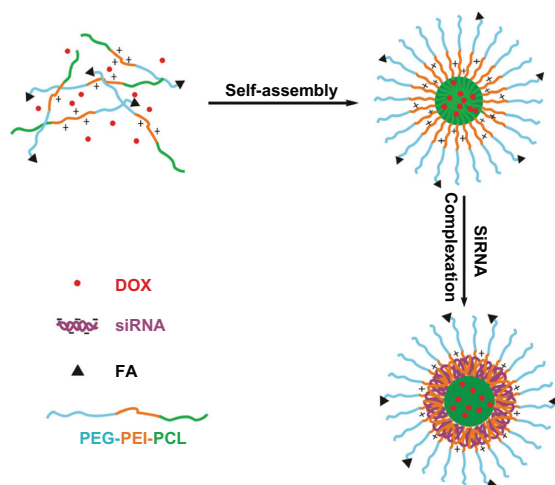 Self-assembly
SiRNA
Complexation
DOX
siRNA
FA
PEG-PEI-PCL